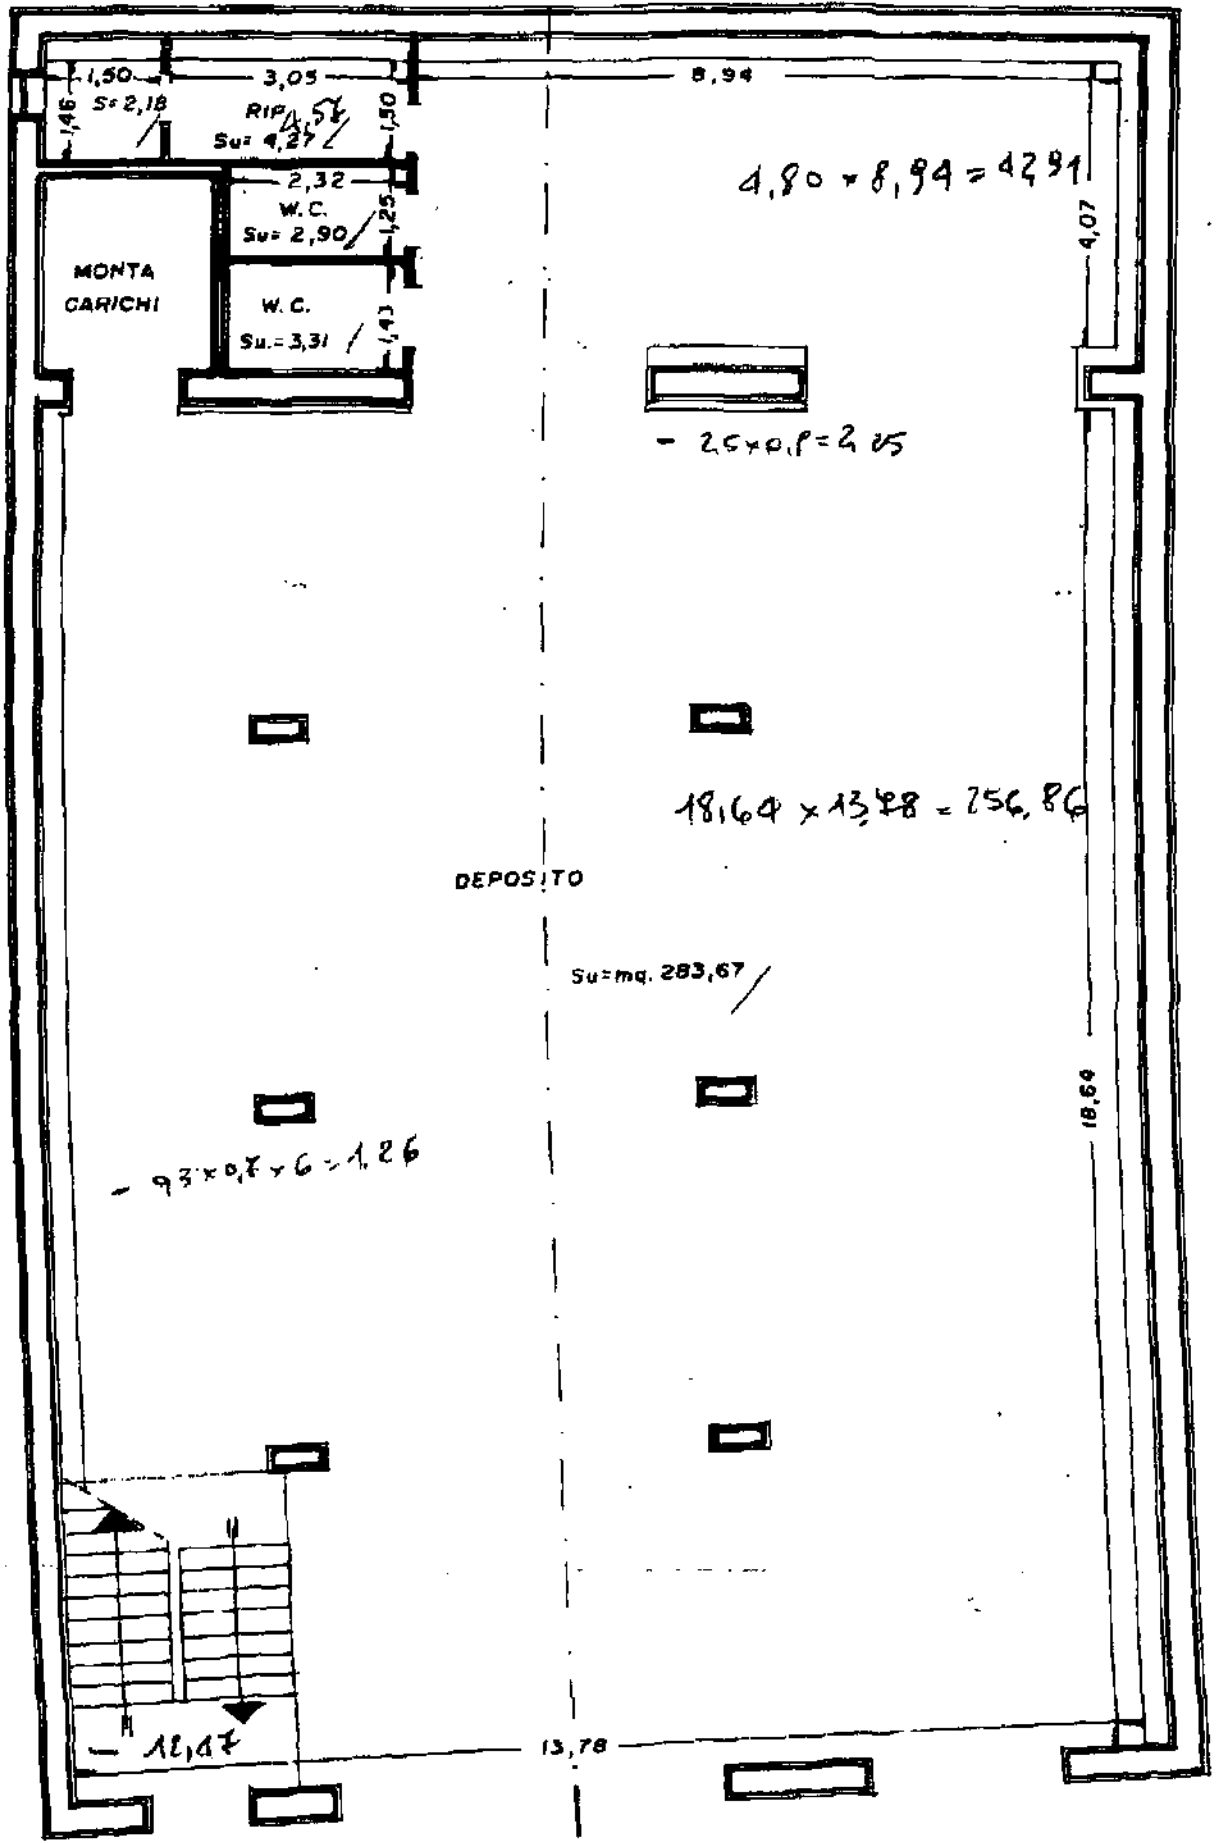 1,50 3,05 8,94
S=2,18
1,46
RIP. 4,57
Su= 4,27
1,50
2,32
W.C.
Su= 2,90
1,25
4,80 × 8,94 = 42,91
4,07
MONTA
CARICHI
W.C.
Su.= 3,31
1,43
- 2,5 × 0,9 = 2,25
18,64 × 13,78 = 256,86
DEPOSITO
Su=mq. 283,67
18,64
- 0,3 × 0,7 × 6 = 1,26
- 12,47
13,78